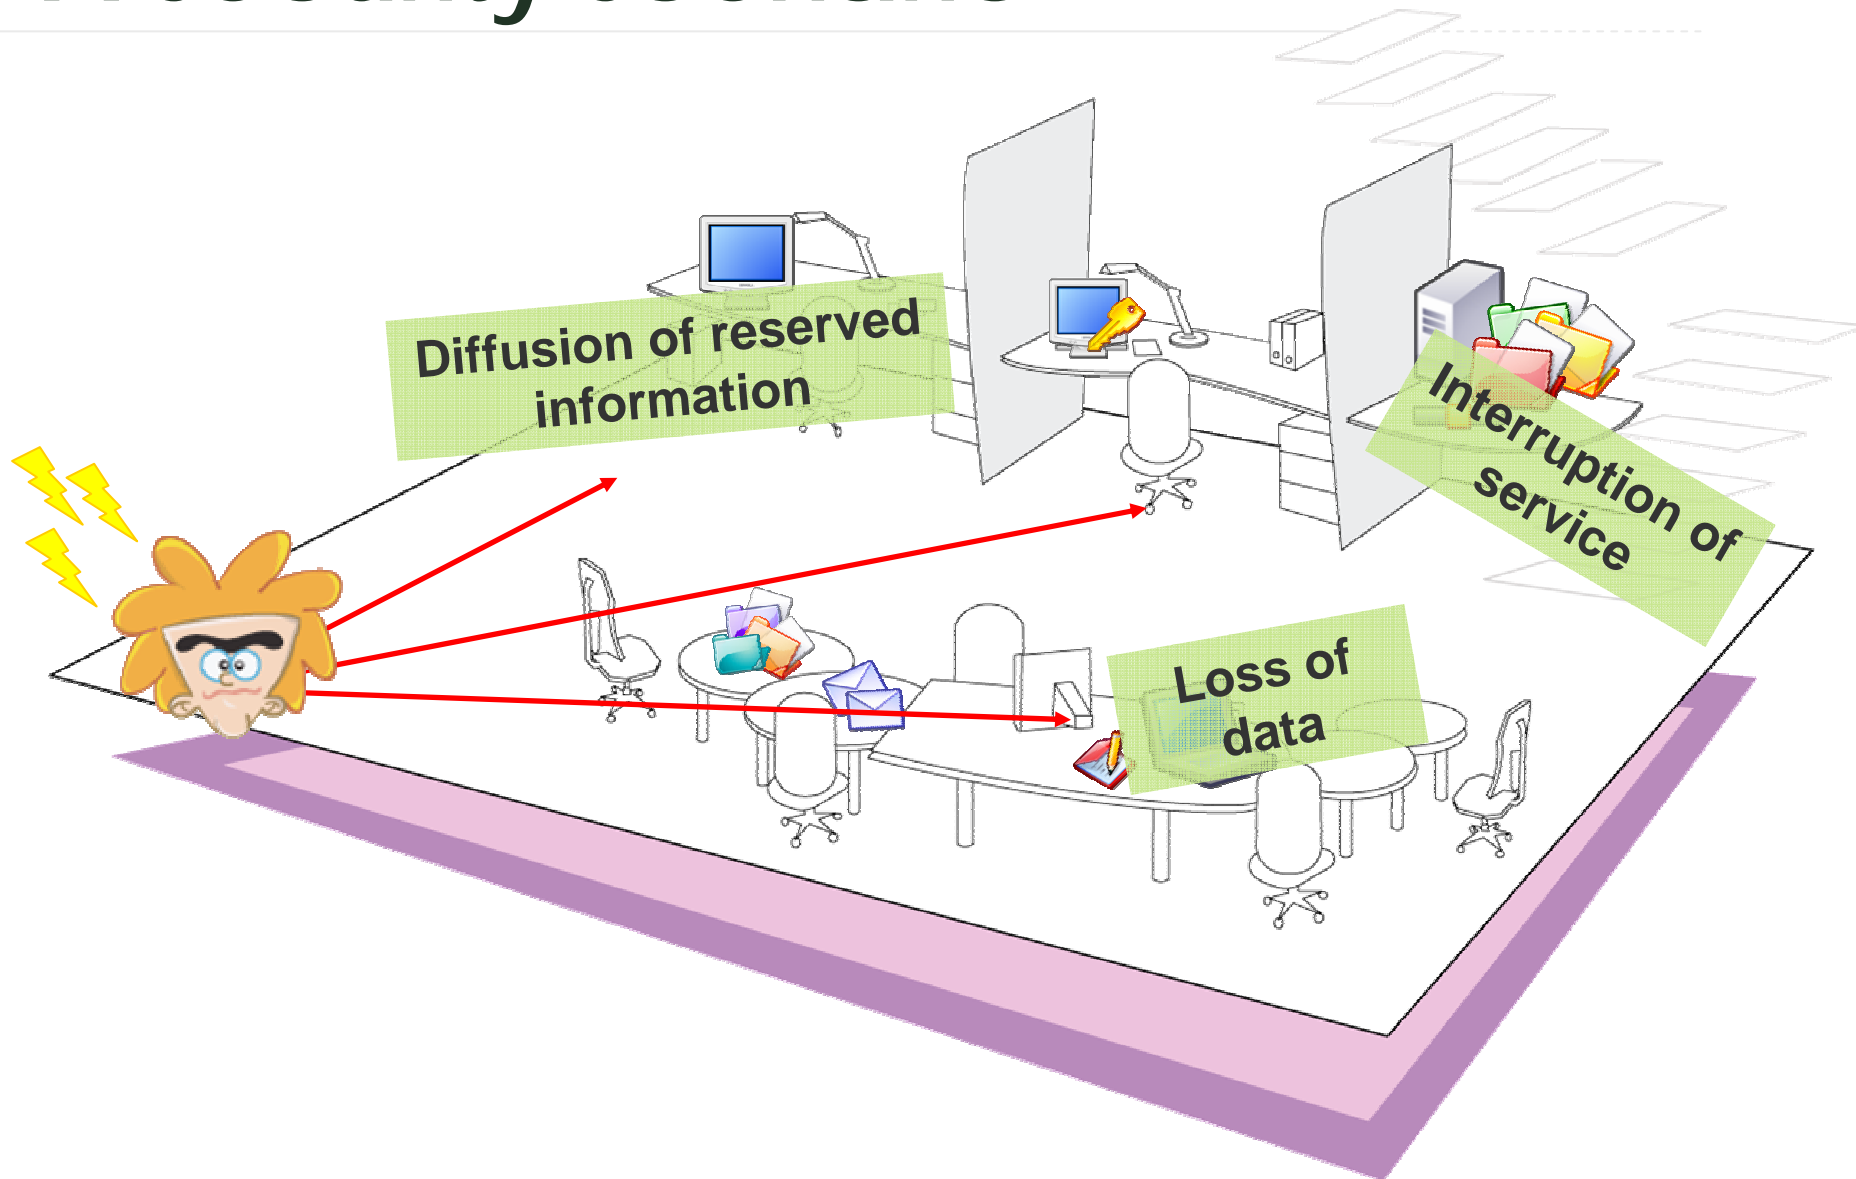 Diffusion of reserved
information
Interruption of
service
Loss of
data